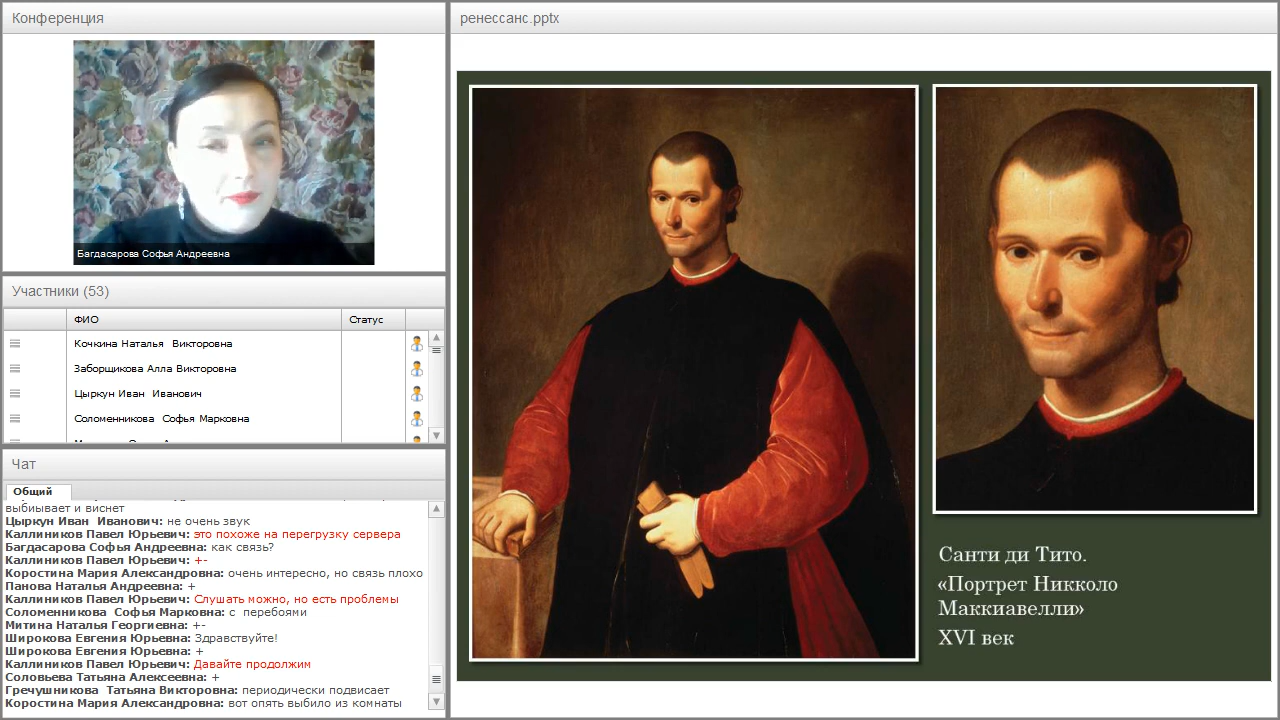 Конференция
Багдасарова Софья Андреевна
Участники (53)
ФИО Статус
Кочкина Наталья Викторовна
Заборщикова Алла Викторовна
Цыркун Иван Иванович
Соломенникова Софья Марковна
Чат
Общий
выбиывает и виснет
Цыркун Иван Иванович: не очень звук
Каллиников Павел Юрьевич: это похоже на перегрузку сервера
Багдасарова Софья Андреевна: как связь?
Каллиников Павел Юрьевич: +-
Коростина Мария Александровна: очень интересно, но связь плохо
Панова Наталья Андреевна: +
Каллиников Павел Юрьевич: Слушать можно, но есть проблемы
Соломенникова Софья Марковна: с перебоями
Митина Наталья Георгиевна: +-
Широкова Евгения Юрьевна: Здравствуйте!
Широкова Евгения Юрьевна: +
Каллиников Павел Юрьевич: Давайте продолжим
Соловьева Татьяна Алексеевна: +
Гречушникова Татьяна Викторовна: периодически подвисает
Коростина Мария Александровна: вот опять выбило из комнаты
ренессанс.pptx
Санти ди Тито.
«Портрет Никколо
Маккиавелли»
XVI век